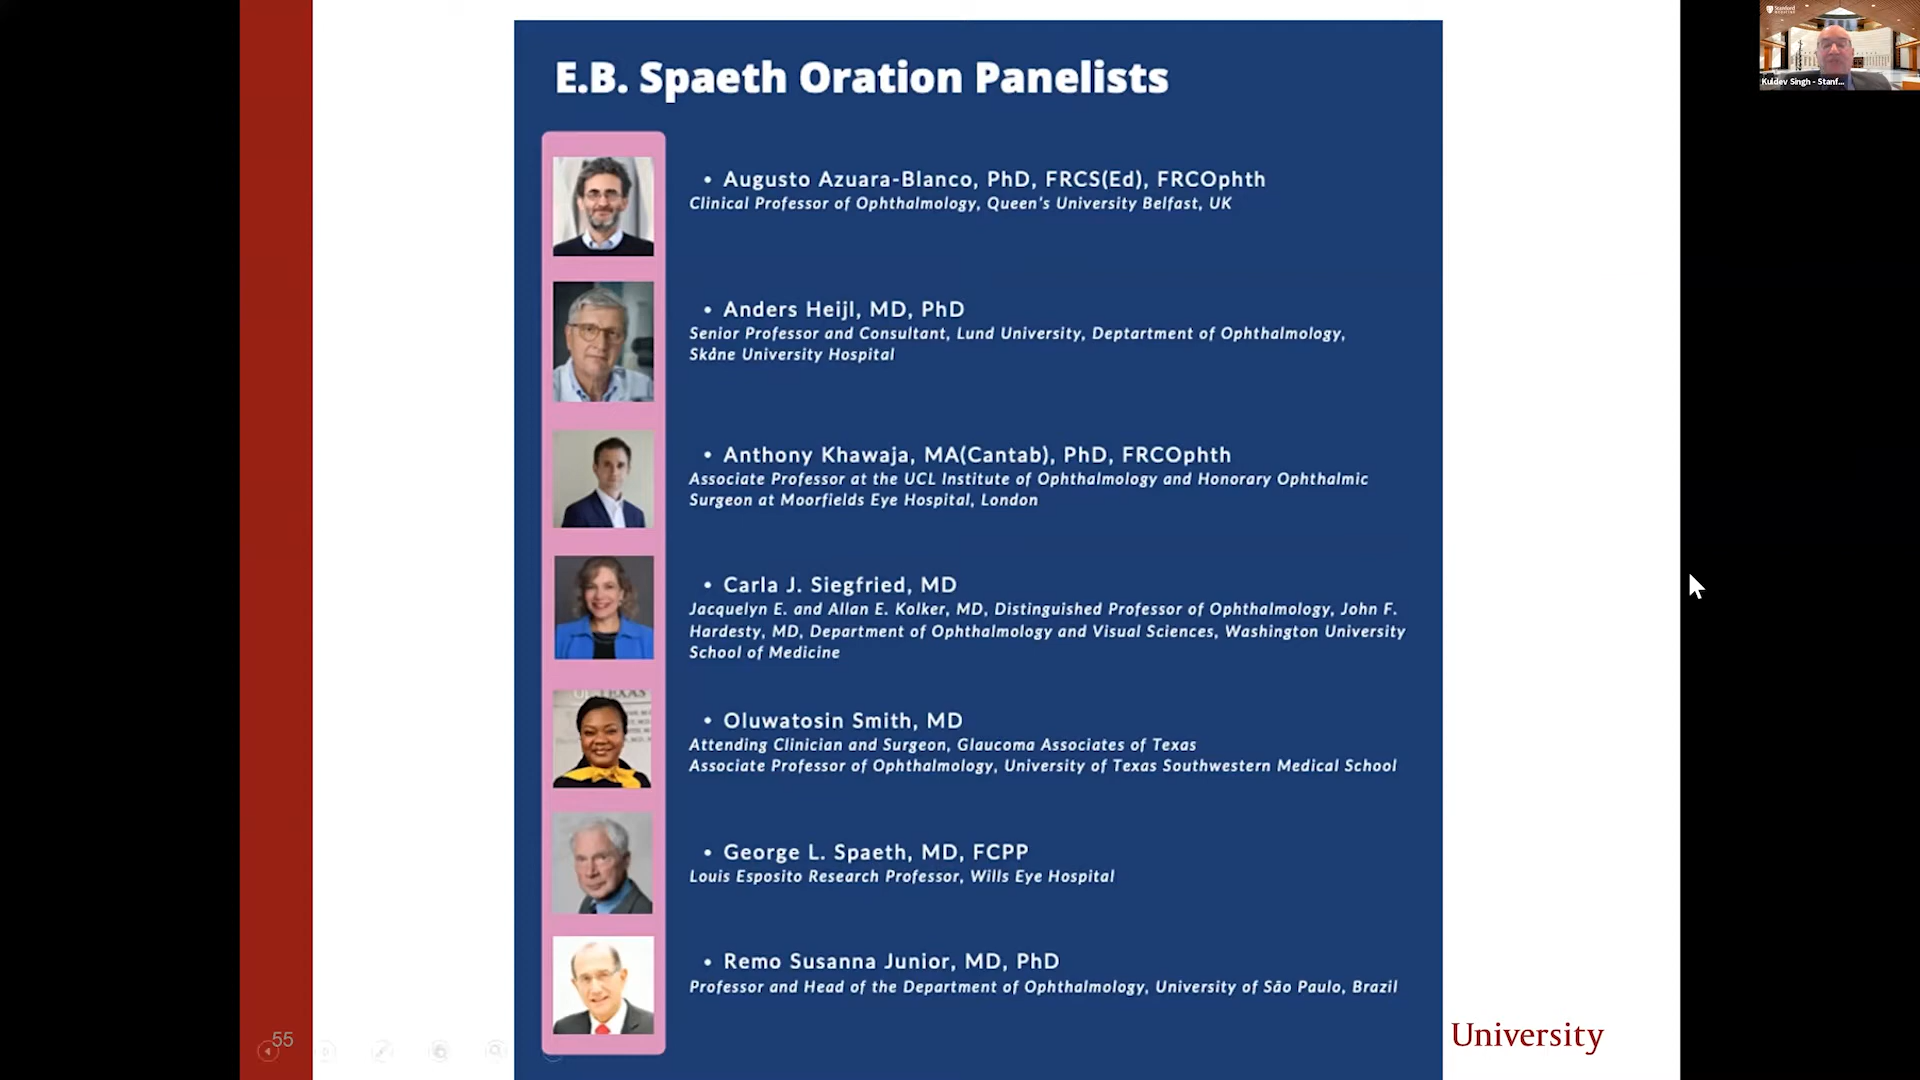 E.B. Spaeth Oration Panelists
• Augusto Azuara-Blanco, PhD, FRCS(Ed), FRCOphth
Clinical Professor of Ophthalmology, Queen's University Belfast, UK
• Anders Heijl, MD, PhD
Senior Professor and Consultant, Lund University, Deptartment of Ophthalmology,
Skåne University Hospital
• Anthony Khawaja, MA(Cantab), PhD, FRCOphth
Associate Professor at the UCL Institute of Ophthalmology and Honorary Ophthalmic
Surgeon at Moorfields Eye Hospital, London
• Carla J. Siegfried, MD
Jacquelyn E. and Allan E. Kolker, MD, Distinguished Professor of Ophthalmology, John F.
Hardesty, MD, Department of Ophthalmology and Visual Sciences, Washington University
School of Medicine
• Oluwatosin Smith, MD
Attending Clinician and Surgeon, Glaucoma Associates of Texas
Associate Professor of Ophthalmology, University of Texas Southwestern Medical School
• George L. Spaeth, MD, FCPP
Louis Esposito Research Professor, Wills Eye Hospital
• Remo Susanna Junior, MD, PhD
Professor and Head of the Department of Ophthalmology, University of São Paulo, Brazil
55
University
Stanford
Kuldev Singh - Stanf...